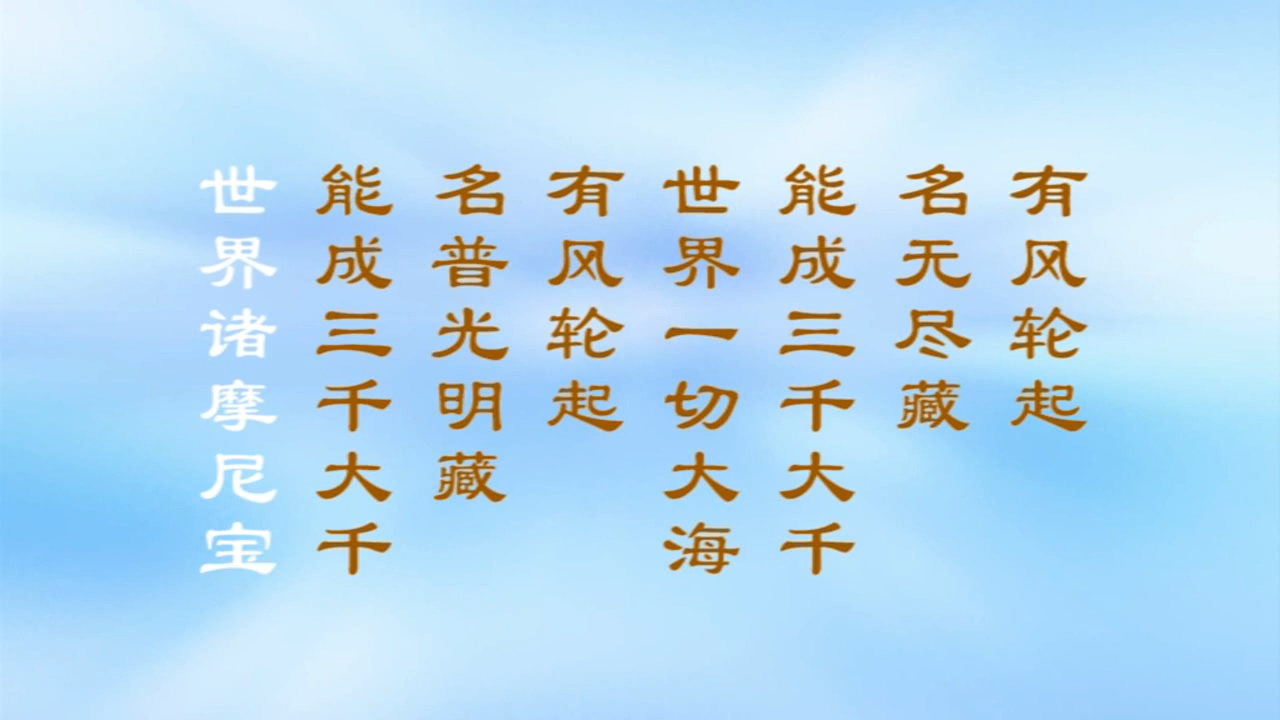 有风轮起
名无尽藏
能成三千大千
世界一切大海
有风轮起
名普光明藏
能成三千大千
世界诸摩尼宝